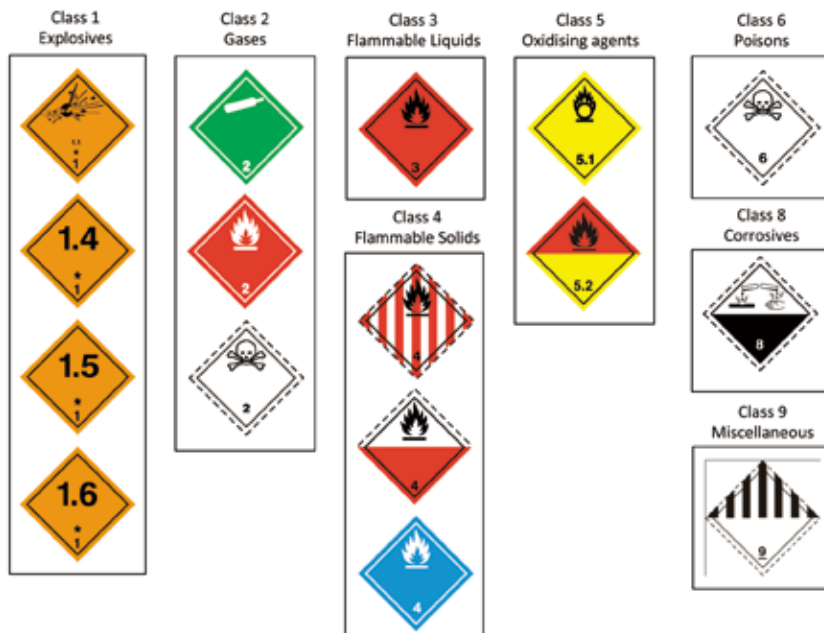 Class 1
Explosives
1.1
*
1
1.4
*
1
1.5
*
1
1.6
*
1
Class 2
Gases
2
2
2
Class 3
Flammable Liquids
3
Class 4
Flammable Solids
4
4
4
Class 5
Oxidising agents
5.1
5.2
Class 6
Poisons
6
Class 8
Corrosives
8
Class 9
Miscellaneous
9